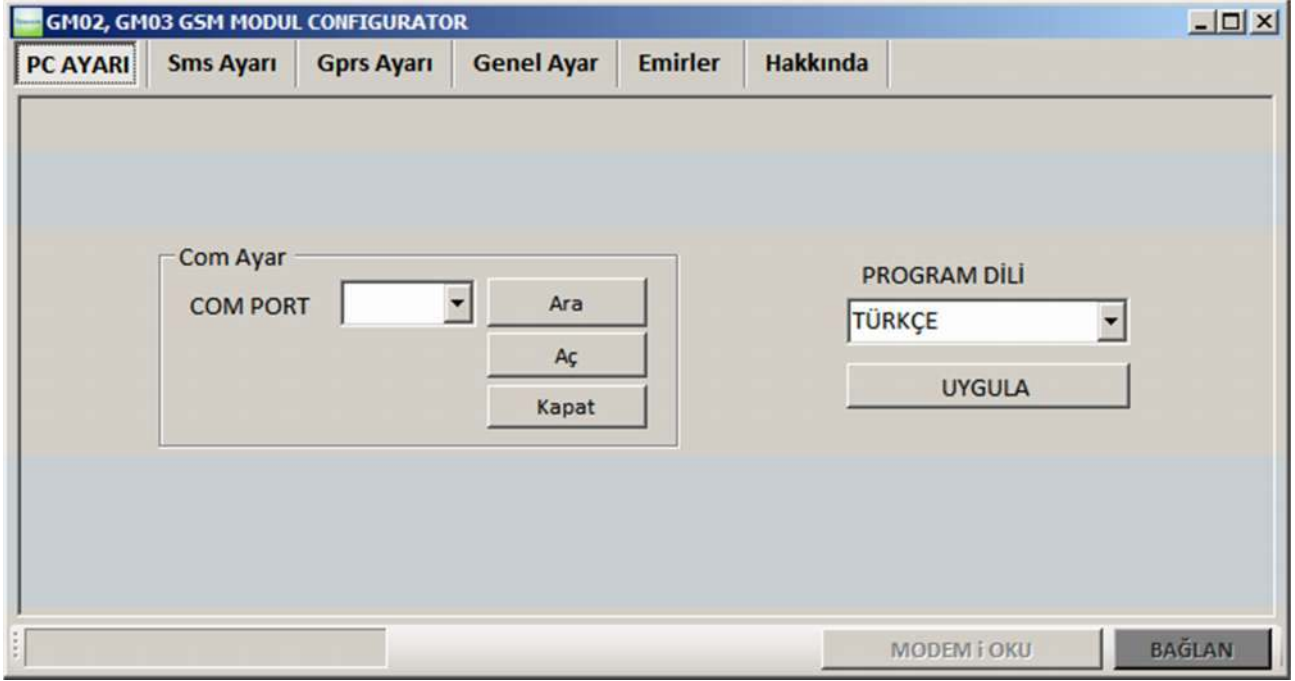 GM02, GM03 GSM MODUL CONFIGURATOR
PC AYARI Sms Ayarı Gprs Ayarı Genel Ayar Emirler Hakkında
Com Ayar
COM PORT
Ara
Aç
Kapat
PROGRAM DİLİ
TÜRKÇE
UYGULA
MODEM i OKU BAĞLAN